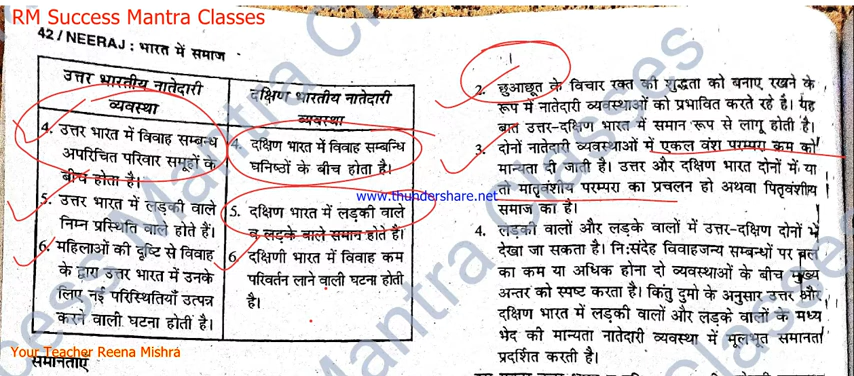 RM Success Mantra Classes
42/NEERAJ : भारत में समाज
उत्तर भारतीय नातेदारी
व्यवस्था
4. उत्तर भारत में विवाह सम्बन्ध
अपरिचित परिवार समूहों के
बीच होता है।
5. उत्तर भारत में लड़की वाले
निम्न प्रस्थिति वाले होते हैं।
6. महिलाओं की दृष्टि से विवाह
के द्वारा उत्तर भारत में उनके
लिए नई परिस्थितियाँ उत्पन्न
करने वाली घटना होती है।
दक्षिण भारतीय नातेदारी
व्यवस्था
4. दक्षिण भारत में विवाह सम्बन्धि
घनिष्ठों के बीच होता है।
5. दक्षिण भारत में लड़की वाले
व लड़के वाले समान होते है।
6. दक्षिणी भारत में विवाह कम
परिवर्तन लाने वाली घटना होती
है।
समानताएं
2. छुआछूत के विचार रक्त की शुद्धता को बनाए रखने के
रूप में नातेदारी व्यवस्थाओं को प्रभावित करते रहे है। यह
बात उत्तर-दक्षिण भारत में समान रूप से लागू होती है।
3. दोनों नातेदारी व्यवस्थाओं में एकल वंश परम्परा कम को
मान्यता दी जाती है। उत्तर और दक्षिण भारत दोनों में या
तो मातृवंशीय परम्परा का प्रचलन हो अथवा पितृवंशीय
समाज का है।
4. लड़की वालों और लड़के वालों में उत्तर-दक्षिण दोनों में
देखा जा सकता है। नि:संदेह विवाहजन्य सम्बन्धों पर बल
का कम या अधिक होना दो व्यवस्थाओं के बीच मुख्य
अन्तर को स्पष्ट करता है। किंतु दुमो के अनुसार उत्तर और
दक्षिण भारत में लड़की वालों और लड़के वालों के मध्य
भेद की मान्यता नातेदारी व्यवस्था में मूलभूत समानता
प्रदर्शित करती है।
www.thundershare.net
Your Teacher Reena Mishra